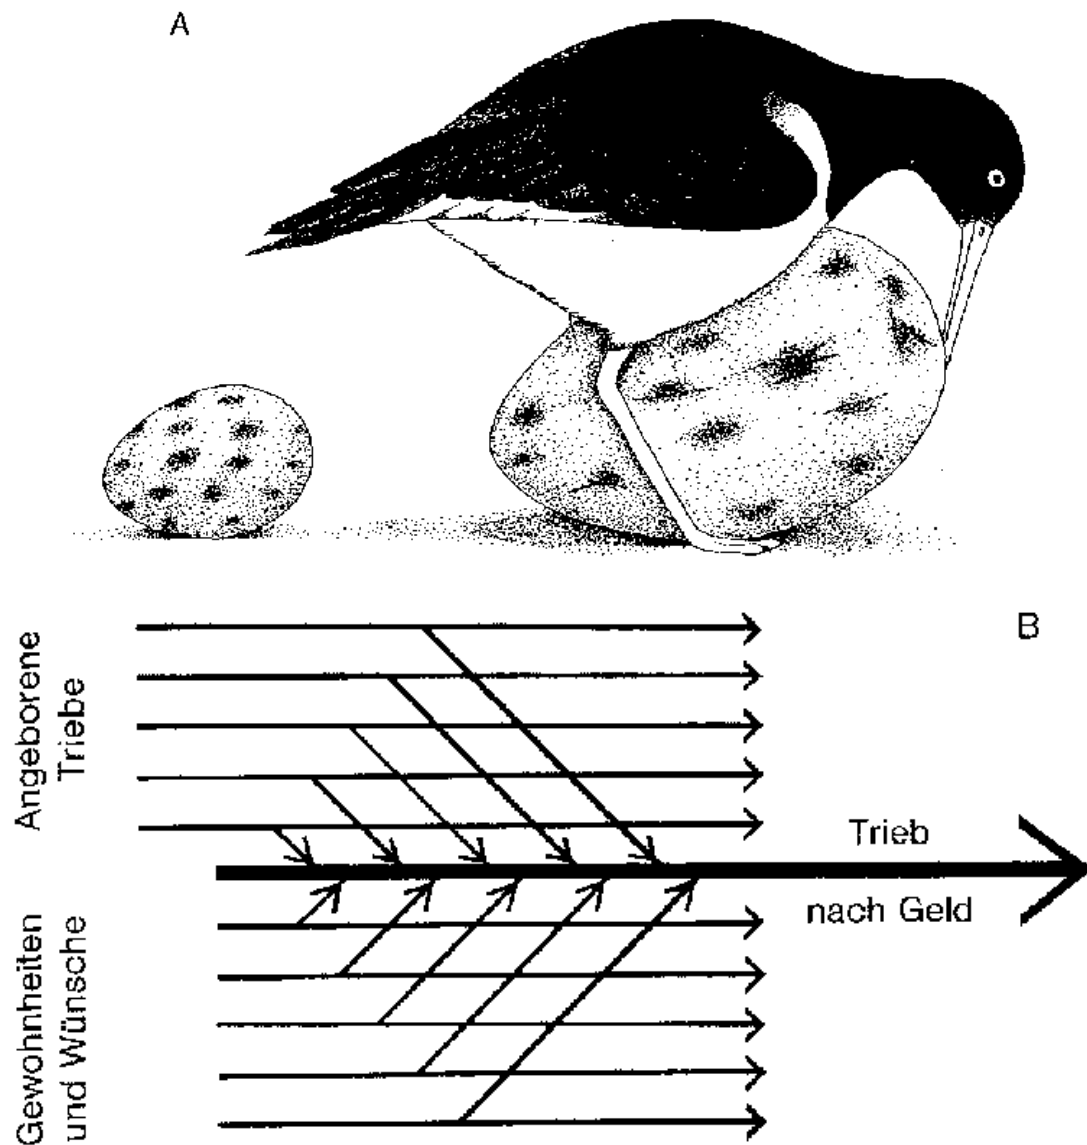 A
B
Angeborene
Triebe
Trieb
nach Geld
Gewohnheiten
und Wünsche